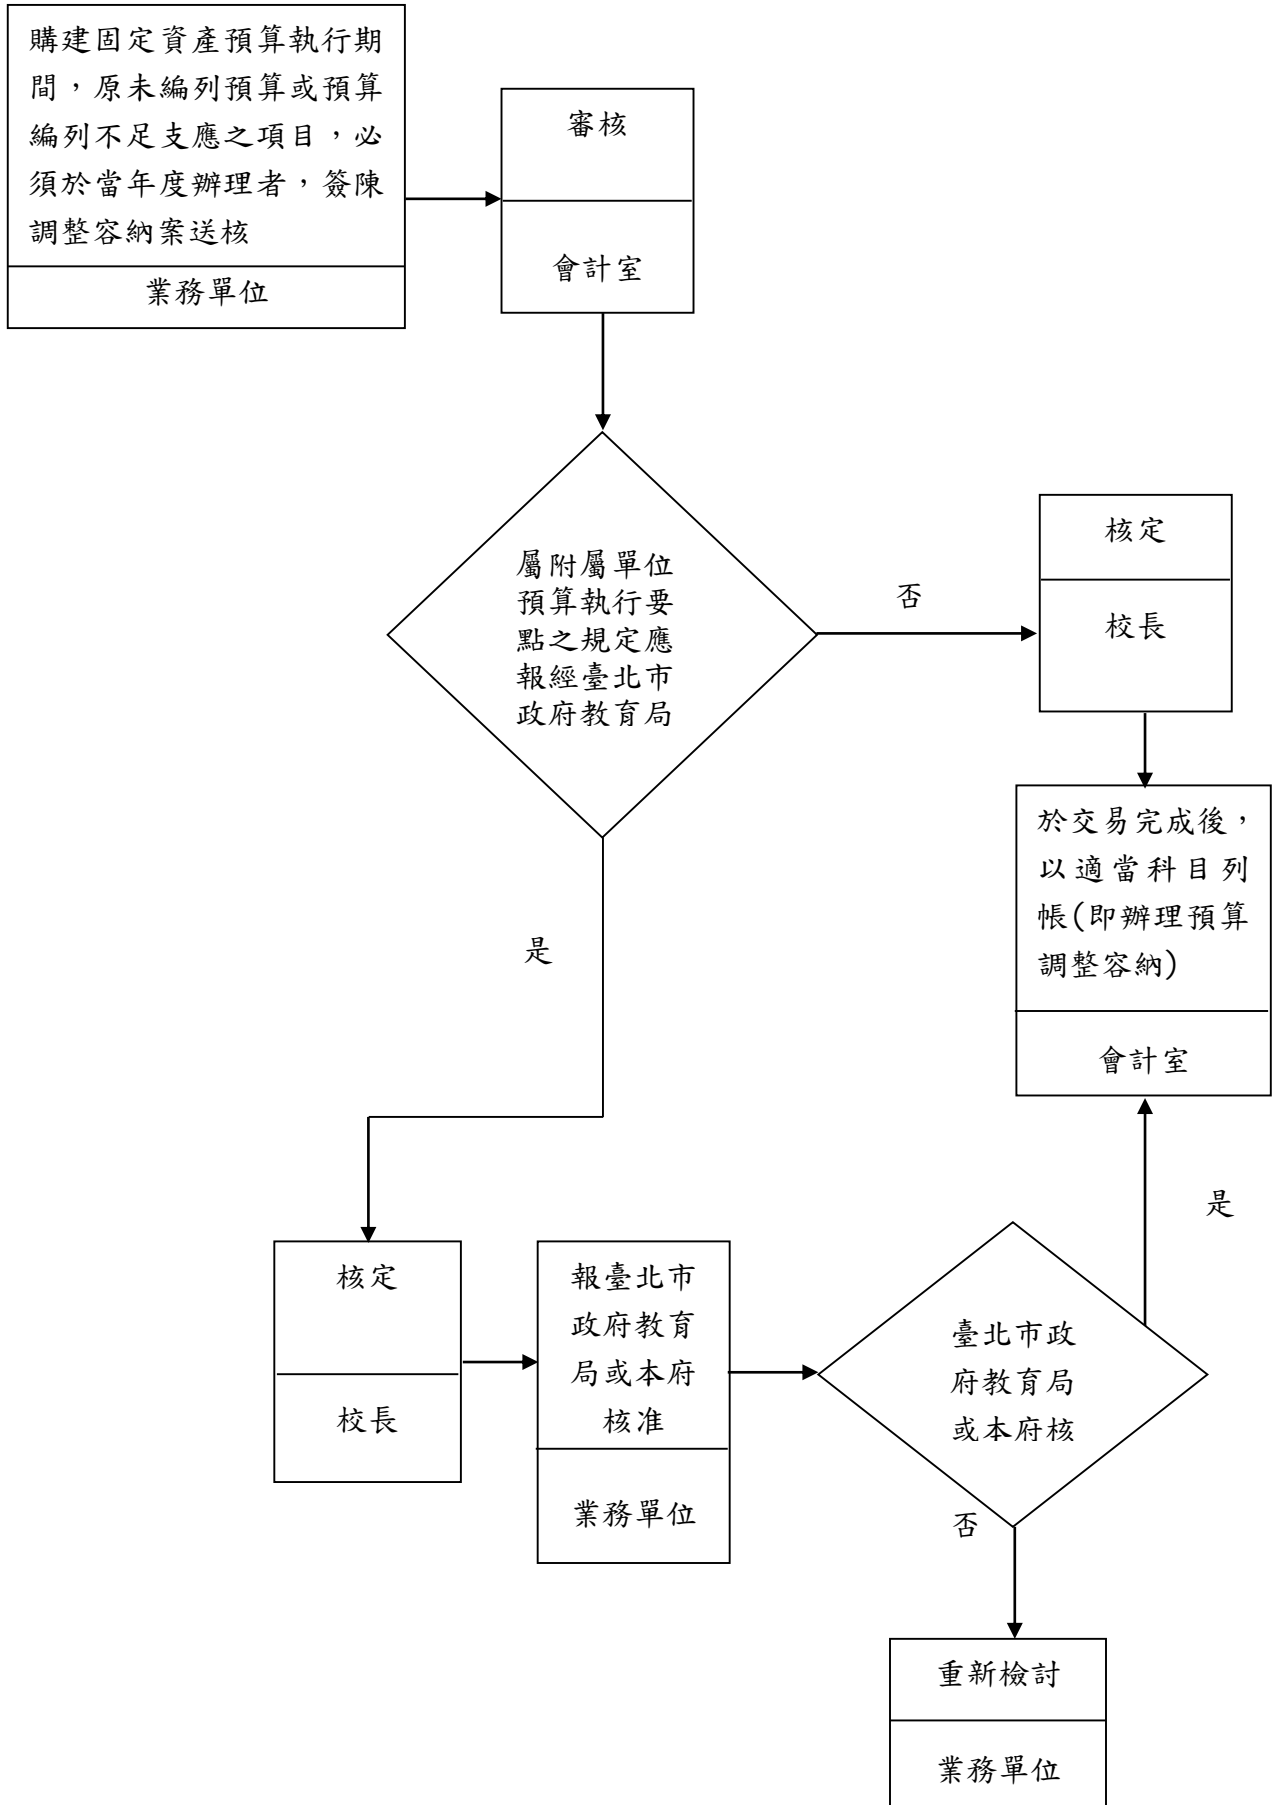 購建固定資產預算執行期
間，原未編列預算或預算
編列不足支應之項目，必
須於當年度辦理者，簽陳
調整容納案送核
業務單位
審核
會計室
屬附屬單位
預算執行要
點之規定應
報經臺北市
政府教育局
否
核定
校長
於交易完成後，
以適當科目列
帳(即辦理預算
調整容納)
會計室
是
是
核定
校長
報臺北市
政府教育
局或本府
核准
業務單位
臺北市政
府教育局
或本府核
否
重新檢討
業務單位